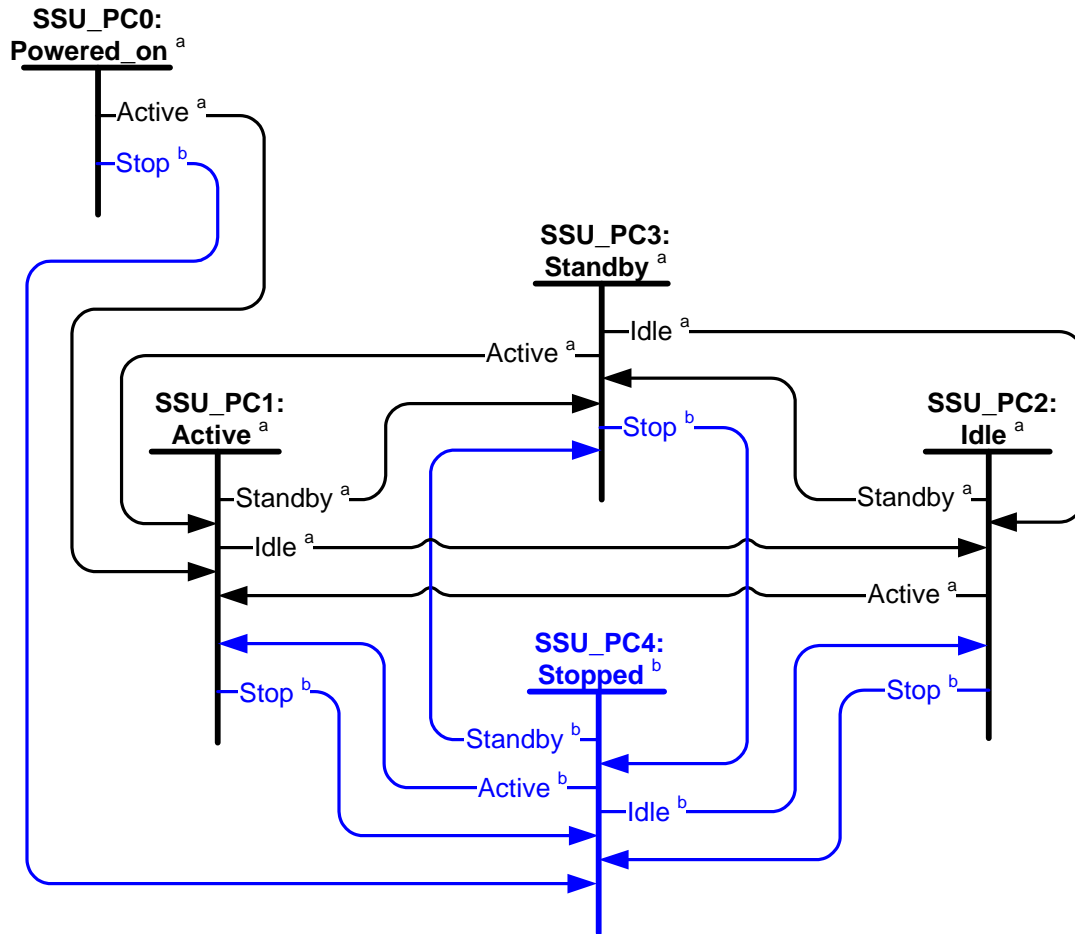 SSU_PC0:
Powered_on a
Active a
Stop b
SSU_PC3:
Standby a
Idle a
Active a
SSU_PC1:
Active a
SSU_PC2:
Idle a
Stop b
Standby a
Standby a
Idle a
Active a
SSU_PC4:
Stopped b
Stop b
Stop b
Standby b
Active b
Idle b